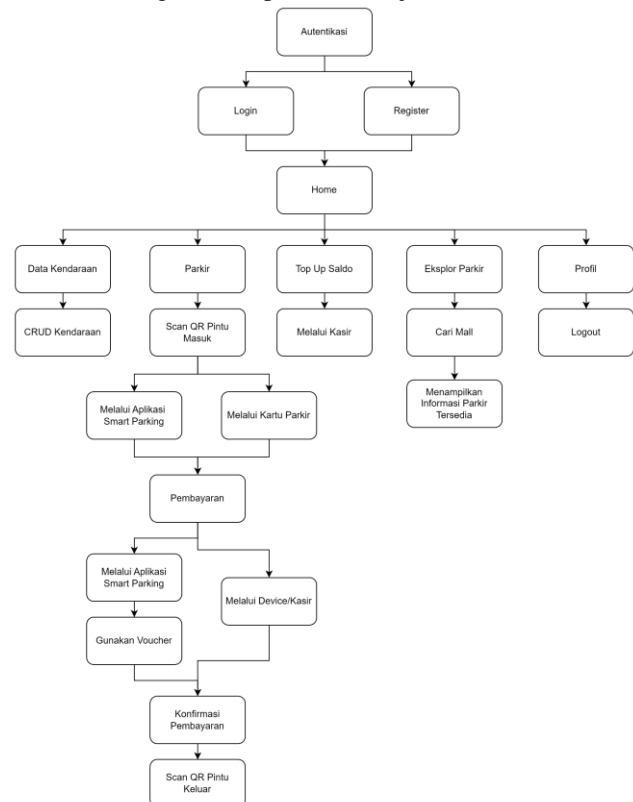 Autentikasi
Login
Register
Home
Data Kendaraan
Parkir
Top Up Saldo
Eksplor Parkir
Profil
CRUD Kendaraan
Scan QR Pintu
Masuk
Melalui Kasir
Cari Mall
Logout
Melalui Aplikasi
Smart Parking
Melalui Kartu Parkir
Menampilkan
Informasi Parkir
Tersedia
Pembayaran
Melalui Aplikasi
Smart Parking
Melalui Device/Kasir
Gunakan Voucher
Konfirmasi
Pembayaran
Scan QR Pintu
Keluar